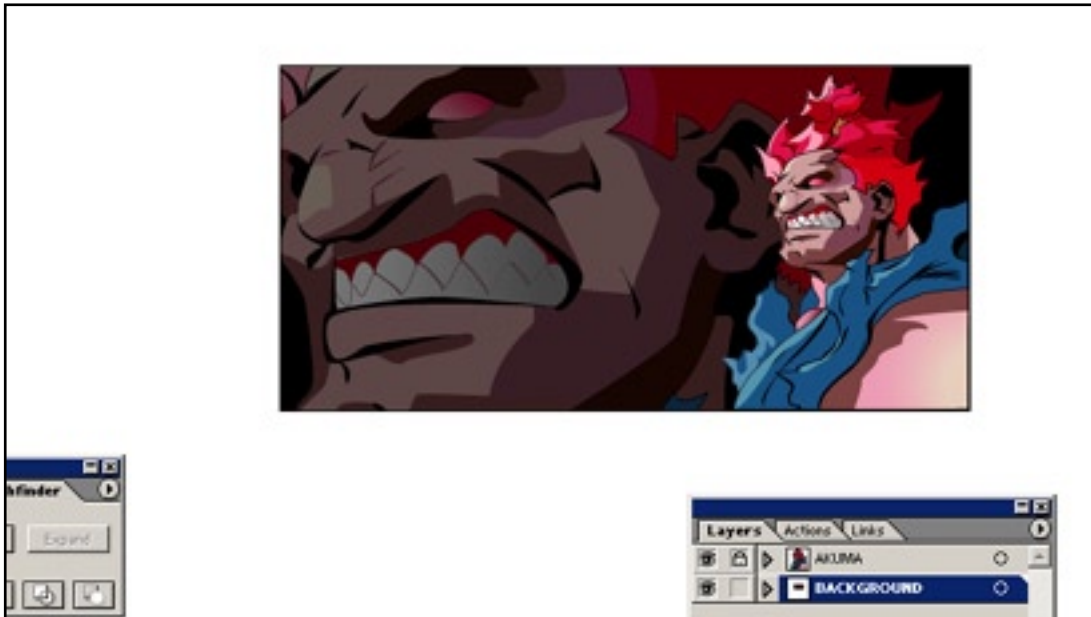 hfinder
Expand
Layers Actions Links
AKUMA
BACKGROUND